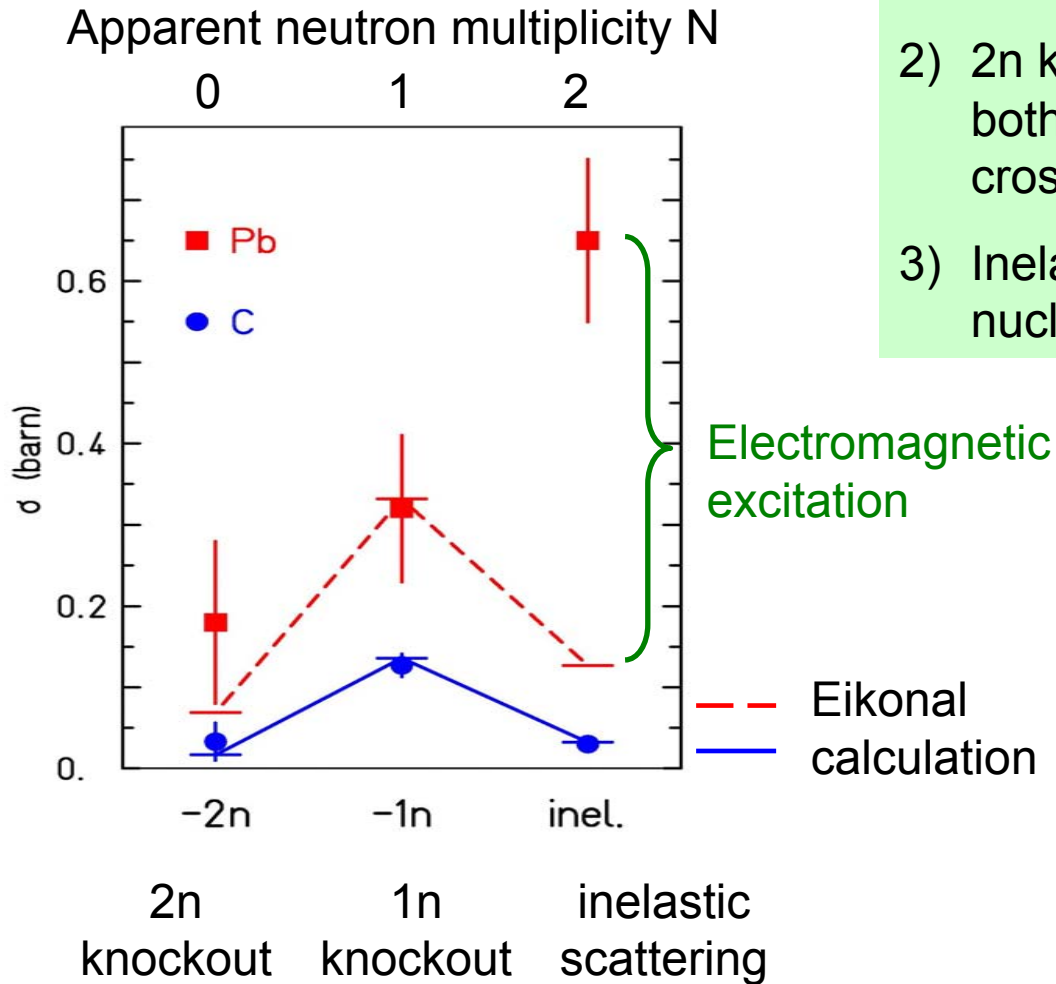 Apparent neutron multiplicity N
0 1 2
2) 2n k
both
cros
3) Inela
nucl
Pb
C
0.6
0.4
0.2
0.
σ (barn)
Electromagnetic
excitation
Eikonal
calculation
−2n −1n inel.
2n 1n inelastic
knockout knockout scattering